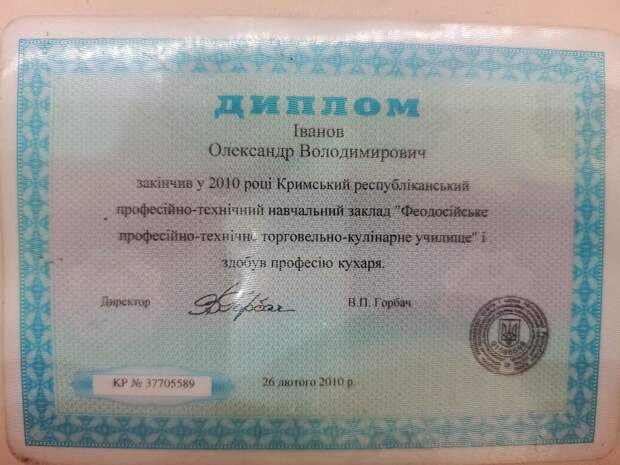 ДИПЛОМ
Іванов
Олександр Володимирович
закінчив у 2010 році Кримський республіканський
професійно-технічний навчальний заклад "Феодосійське
професійно-технічне торговельно-кулінарне училище" і
здобув професію кухаря.
Директор В.П. Горбач
КР № 37705589 26 лютого 2010 р.